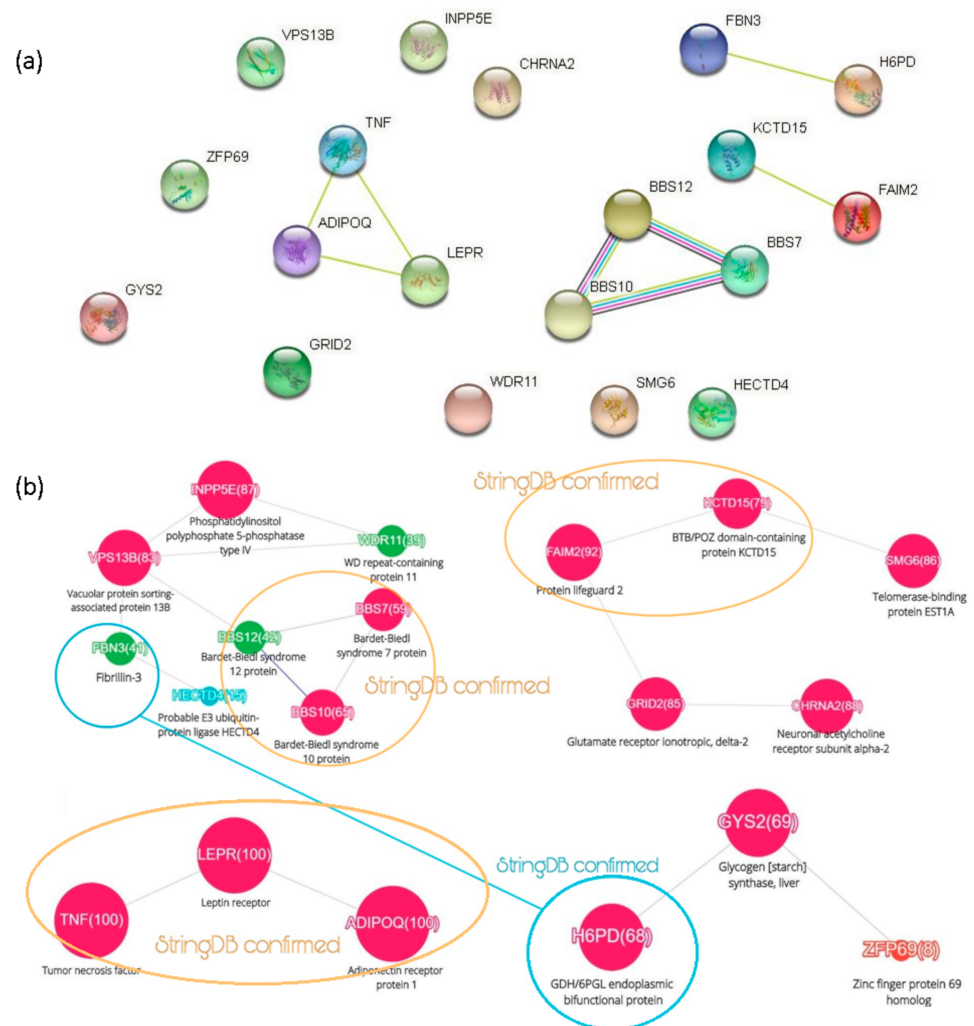 (a)
VPS13B
INPP5E
CHRNA2
FBN3
H6PD
TNF
KCTD15
ZFP69
BBS12
FAIM2
ADIPOQ
LEPR
BBS7
BBS10
GYS2
GRID2
WDR11
SMG6
HECTD4
(b)
INPP5E(87)
Phosphatidylinositol
polyphosphate 5-phosphatase
type IV
VPS13B(83)
Vacuolar protein sorting-
associated protein 13B
WDR11(39)
WD repeat-containing
protein 11
FBN3(41)
Fibrillin-3
HECTD4(15)
Probable E3 ubiquitin-
protein ligase HECTD4
BBS12(42)
Bardet-Biedl syndrome
12 protein
BBS7(59)
Bardet-Biedl
syndrome 7 protein
BBS10(65)
Bardet-Biedl syndrome
10 protein
StringDB confirmed
StringDB confirmed
KCTD15(79)
BTB/POZ domain-containing
protein KCTD15
FAIM2(92)
Protein lifeguard 2
SMG6(86)
Telomerase-binding
protein EST1A
GRID2(85)
Glutamate receptor ionotropic, delta-2
CHRNA2(88)
Neuronal acetylcholine
receptor subunit alpha-2
LEPR(100)
Leptin receptor
TNF(100)
Tumor necrosis factor
ADIPOQ(100)
Adiponectin receptor
protein 1
StringDB confirmed
StringDB confirmed
GYS2(69)
Glycogen [starch]
synthase, liver
H6PD(68)
GDH/6PGL endoplasmic
bifunctional protein
ZFP69(8)
Zinc finger protein 69
homolog